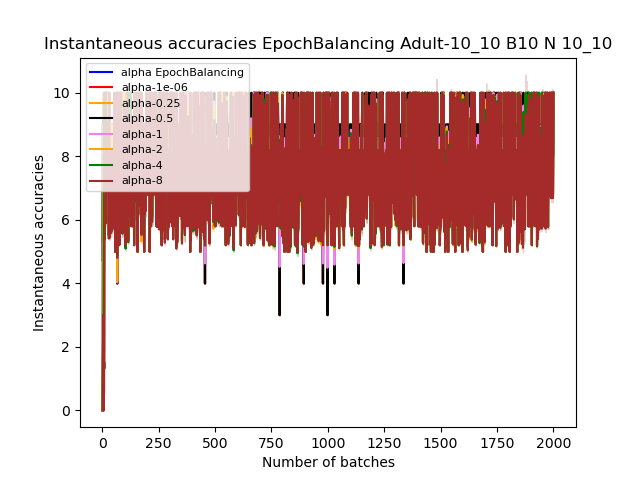 Instantaneous accuracies EpochBalancing Adult-10_10 B10 N 10_10
alpha EpochBalancing
alpha-1e-06
alpha-0.25
alpha-0.5
alpha-1
alpha-2
alpha-4
alpha-8
10
8
6
4
2
0
Instantaneous accuracies
0 250 500 750 1000 1250 1500 1750 2000
Number of batches